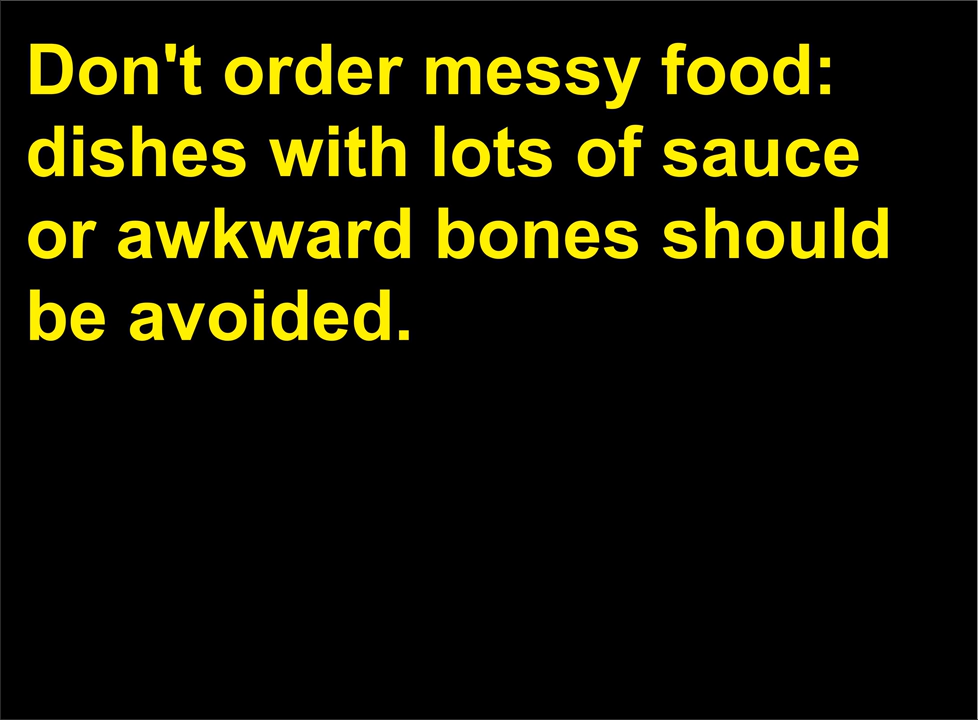 Don't order messy food:
dishes with lots of sauce
or awkward bones should
be avoided.